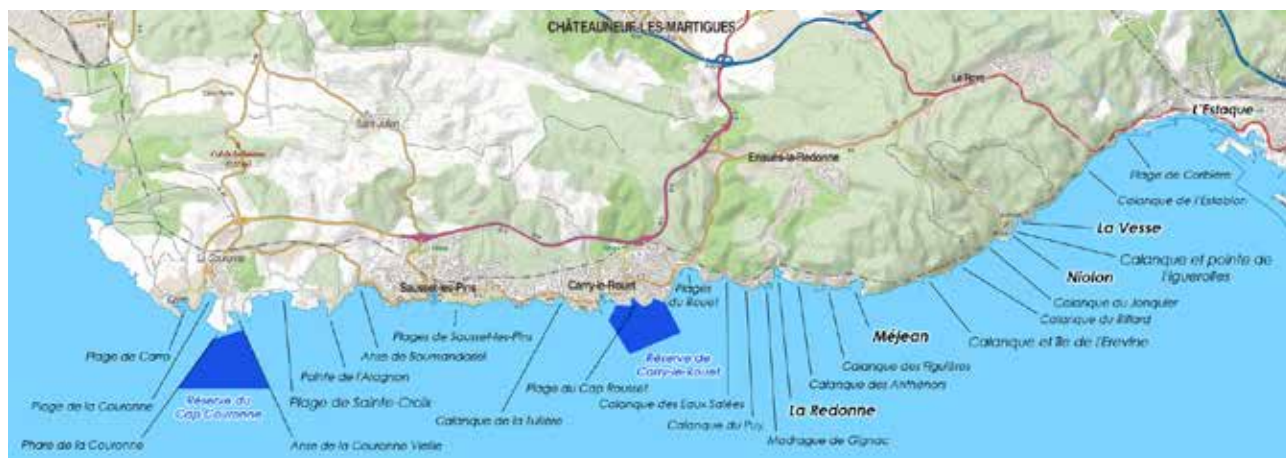 CHÂTEAUNEUF-LES-MARTIGUES
Le Rove
L'Estaque
Saint Julien
Ensuès-la-Redonne
Plage de Corbière
Calanque de l'Establon
La Vesse
La Couronne
Calanque et pointe de
Figuerolles
Niolon
Sausset-les-Pins
Carry-le-Rouet
Plages
du Rouet
Calanque du Jonquier
Calanque du Riflard
Plages de Sausset-les-Pins
Méjean
Calanque et île de l'Erevine
Plage de Carro
Anse de Boumandariel
Réserve de
Carry-le-Rouet
Calanque des Figuières
Pointe de l'Aragnon
Plage du Cap Rousset
Calanque des Anthénors
Réserve du
Cap Couronne
Plage de la Couronne
Plage de Sainte-Croix
Calanque des Eaux Salées
La Redonne
Calanque de la Tuilière
Calanque du Puy
Phare de la Couronne
Anse de la Couronne Vieille
Madrague de Gignac